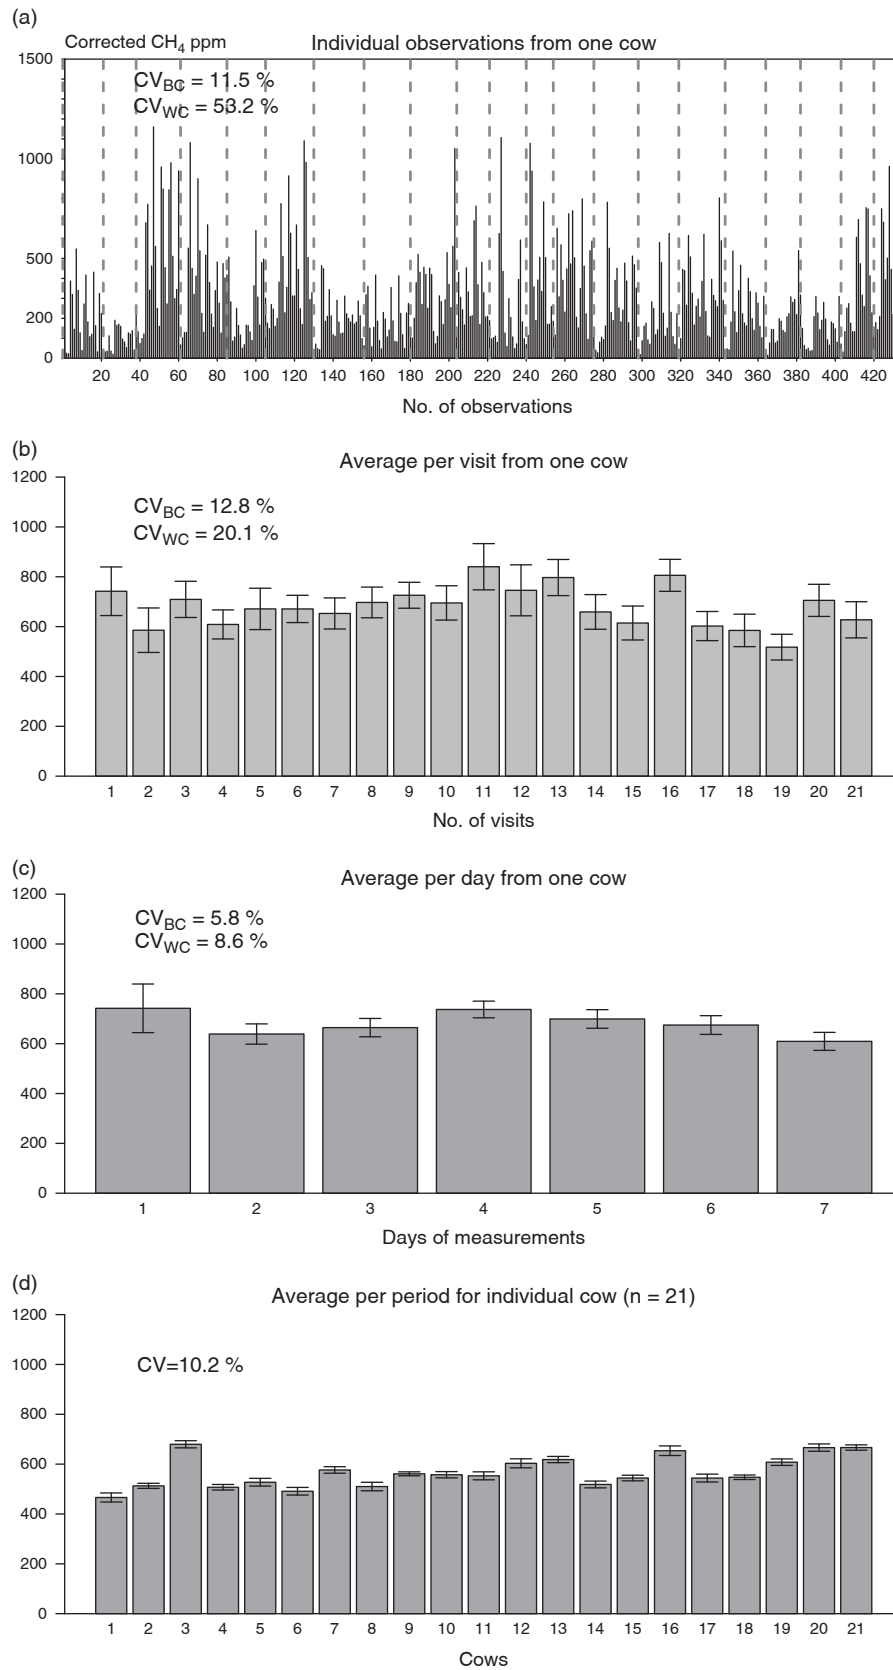 (a)
Corrected CH4 ppm Individual observations from one cow
1500
CVBC = 11.5 %
CVWC = 53.2 %
1000
500
200
0
20 40 60 80 100 120 140 160 180 200 220 240 260 280 300 320 340 360 380 400 420
No. of observations
(b)
Average per visit from one cow
1200
CVBC = 12.8 %
1000
CVWC = 20.1 %
800
600
400
200
0
1 2 3 4 5 6 7 8 9 10 11 12 13 14 15 16 17 18 19 20 21
No. of visits
(c)
Average per day from one cow
1200
CVBC = 5.8 %
1000
CVWC = 8.6 %
800
600
400
200
0
1 2 3 4 5 6 7
Days of measurements
(d)
Average per period for individual cow (n = 21)
1200
1000
CV=10.2 %
800
600
400
200
0
1 2 3 4 5 6 7 8 9 10 11 12 13 14 15 16 17 18 19 20 21
Cows